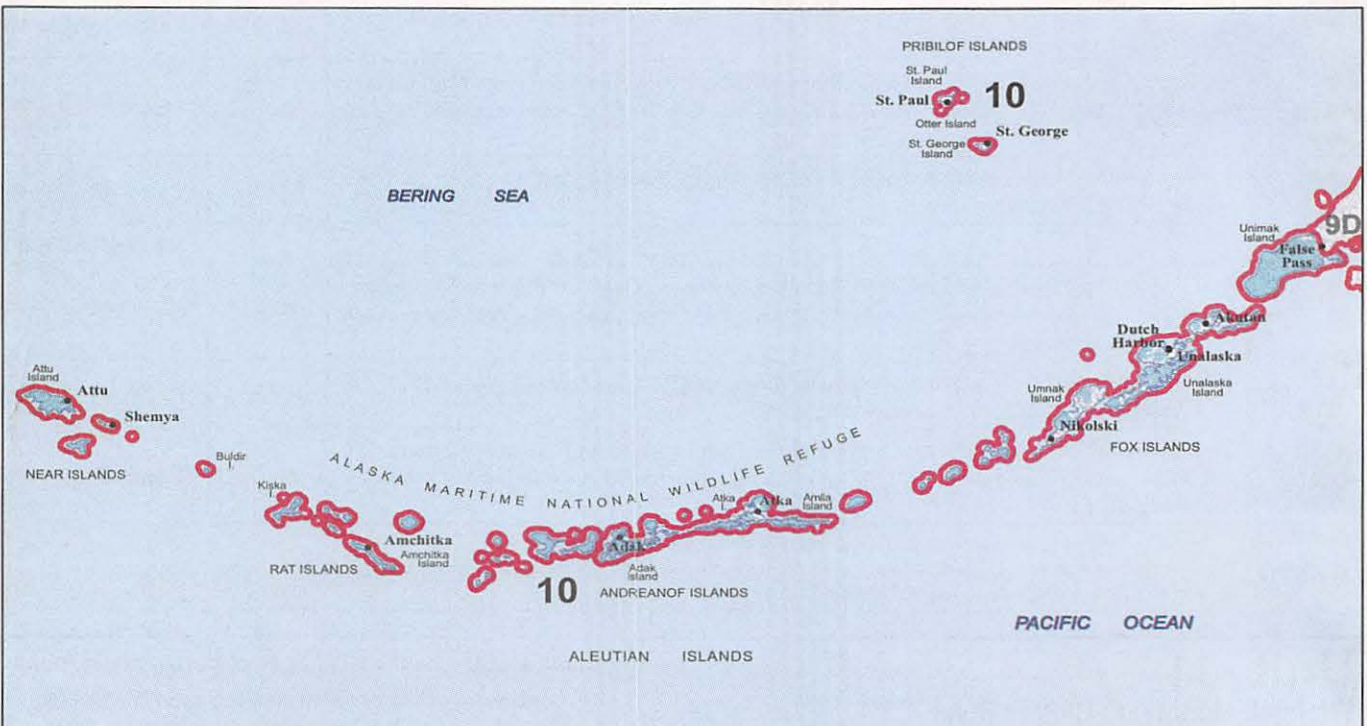 PRIBILOF ISLANDS
St. Paul
Island
St. Paul
10
Otter Island
St. George
St. George
Island
BERING SEA
Unimak
Island
9D
False
Pass
Akutan
Dutch
Harbor
Unalaska
Unalaska
Island
Umnak
Island
Nikolski
FOX ISLANDS
Attu
Island
Attu
Shemya
NEAR ISLANDS
Buldir
I.
ALASKA MARITIME NATIONAL WILDLIFE REFUGE
Kiska
I.
Amchitka
Amchitka
Island
RAT ISLANDS
Atka
I.
Atka
Amlia
Island
Adak
Adak
Island
10
ANDREANOF ISLANDS
PACIFIC OCEAN
ALEUTIAN ISLANDS